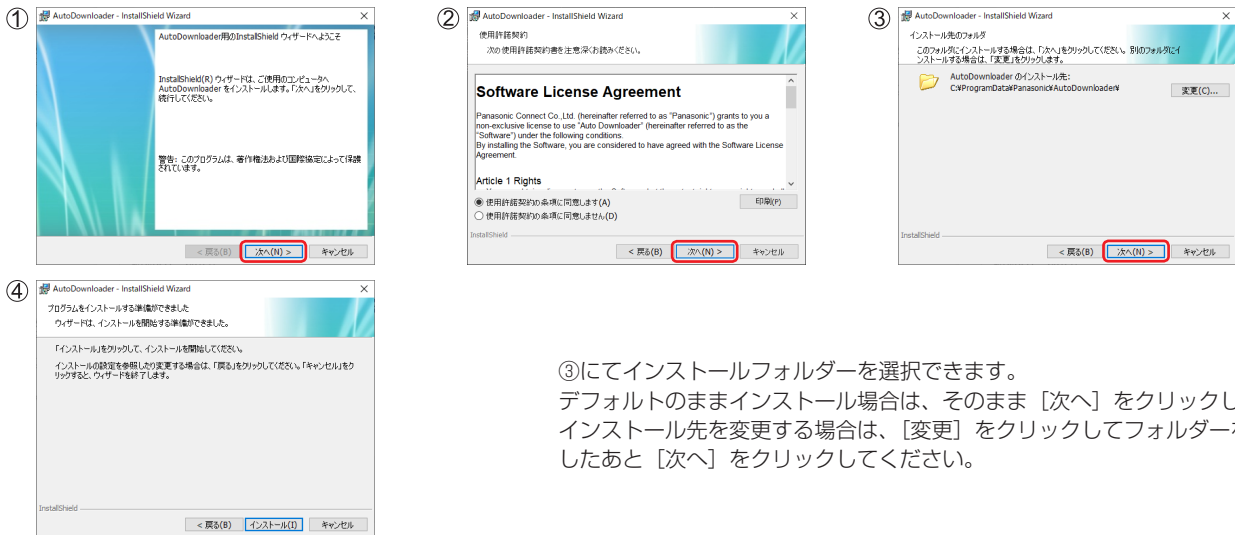 ①
AutoDownloader - InstallShield Wizard
AutoDownloader用のInstallShield ウィザードへようこそ
InstallShield(R) ウィザードは、ご使用のコンピュータへ
AutoDownloader をインストールします。「次へ」をクリックして、
続行してください。
警告: このプログラムは、著作権法および国際協定によって保護
されています。
< 戻る(B)
次へ(N) >
キャンセル
②
AutoDownloader - InstallShield Wizard
使用許諾契約
次の使用許諾契約書を注意深くお読みください。
Software License Agreement
Panasonic Connect Co.,Ltd. (hereinafter referred to as "Panasonic") grants to you a
non-exclusive license to use "Auto Downloader" (hereinafter referred to as the
"Software") under the following conditions.
By installing the Software, you are considered to have agreed with the Software License
Agreement.
Article 1 Rights
使用許諾契約の条項に同意します(A)
印刷(P)
使用許諾契約の条項に同意しません(D)
InstallShield
< 戻る(B)
次へ(N) >
キャンセル
③
AutoDownloader - InstallShield Wizard
インストール先のフォルダ
このフォルダにインストールする場合は、「次へ」をクリックしてください。別のフォルダにイ
ンストールする場合は、「変更」をクリックします。
AutoDownloader のインストール先:
C:¥ProgramData¥Panasonic¥AutoDownloader¥
変更(C)...
InstallShield
< 戻る(B)
次へ(N) >
キャンセル
④
AutoDownloader - InstallShield Wizard
プログラムをインストールする準備ができました
ウィザードは、インストールを開始する準備ができました。
「インストール」をクリックして、インストールを開始してください。
インストールの設定を参照したり変更する場合は、「戻る」をクリックしてください。「キャンセル」をク
リックすると、ウィザードを終了します。
InstallShield
< 戻る(B)
インストール(I)
キャンセル
③にてインストールフォルダーを選択できます。
デフォルトのままインストール場合は、そのまま［次へ］をクリックし
インストール先を変更する場合は、［変更］をクリックしてフォルダー
したあと［次へ］をクリックしてください。